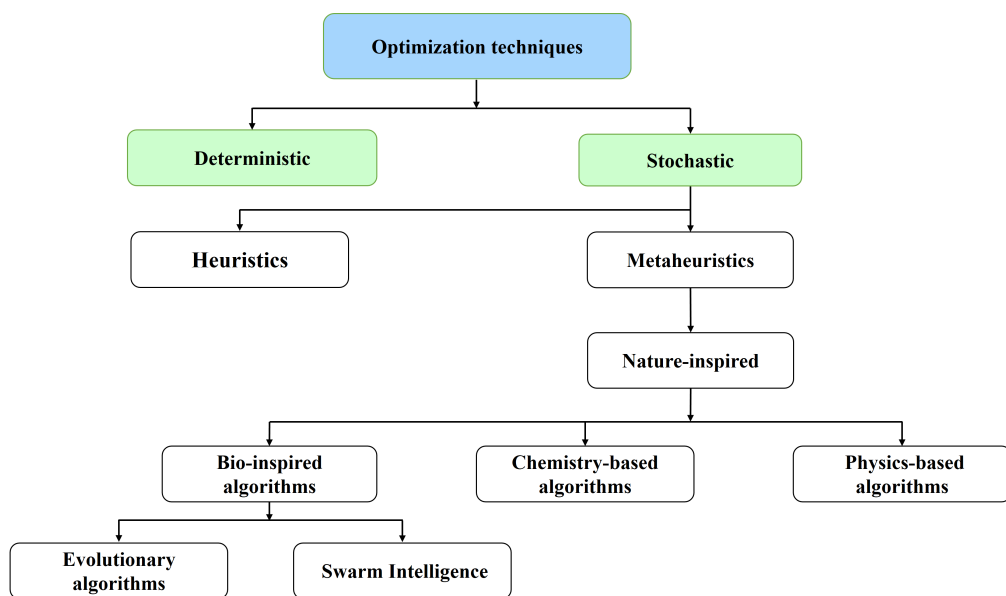 Optimization techniques
Deterministic
Stochastic
Heuristics
Metaheuristics
Nature-inspired
Bio-inspired
algorithms
Chemistry-based
algorithms
Physics-based
algorithms
Evolutionary
algorithms
Swarm Intelligence